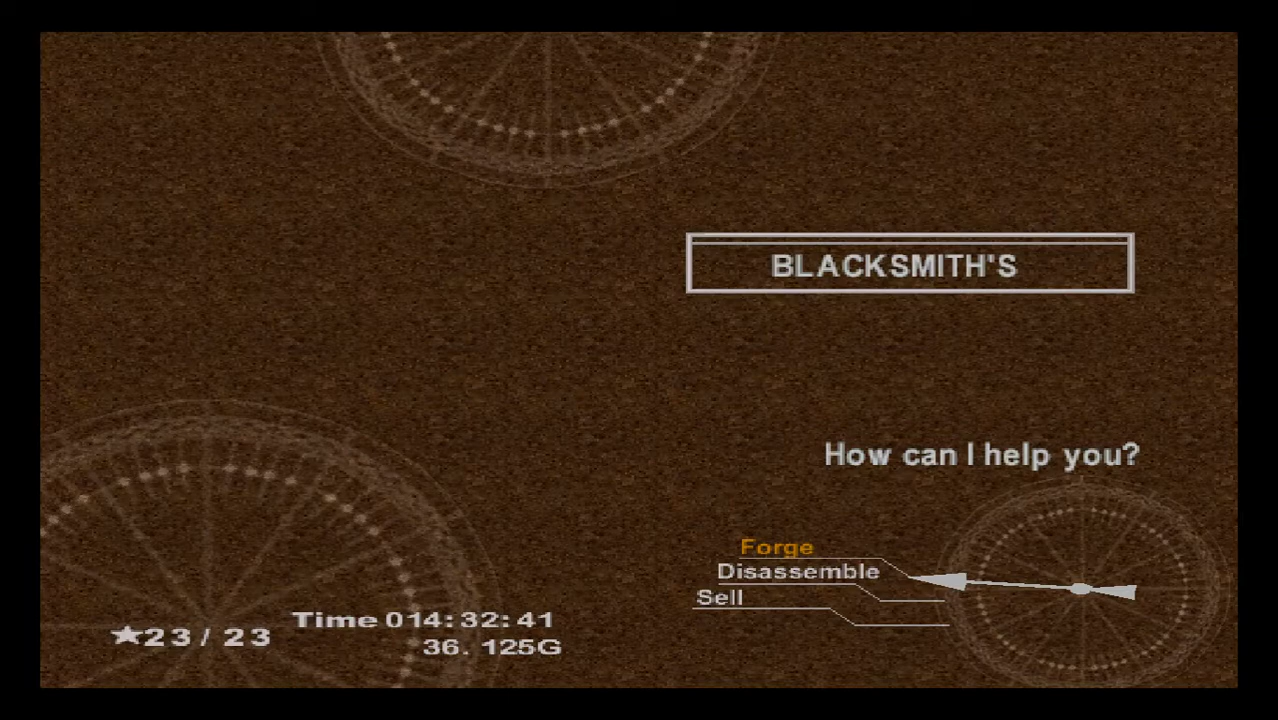 BLACKSMITH'S
How can I help you?
Forge
Disassemble
Sell
Time 014:32:41
★23/ 23
36. 125G